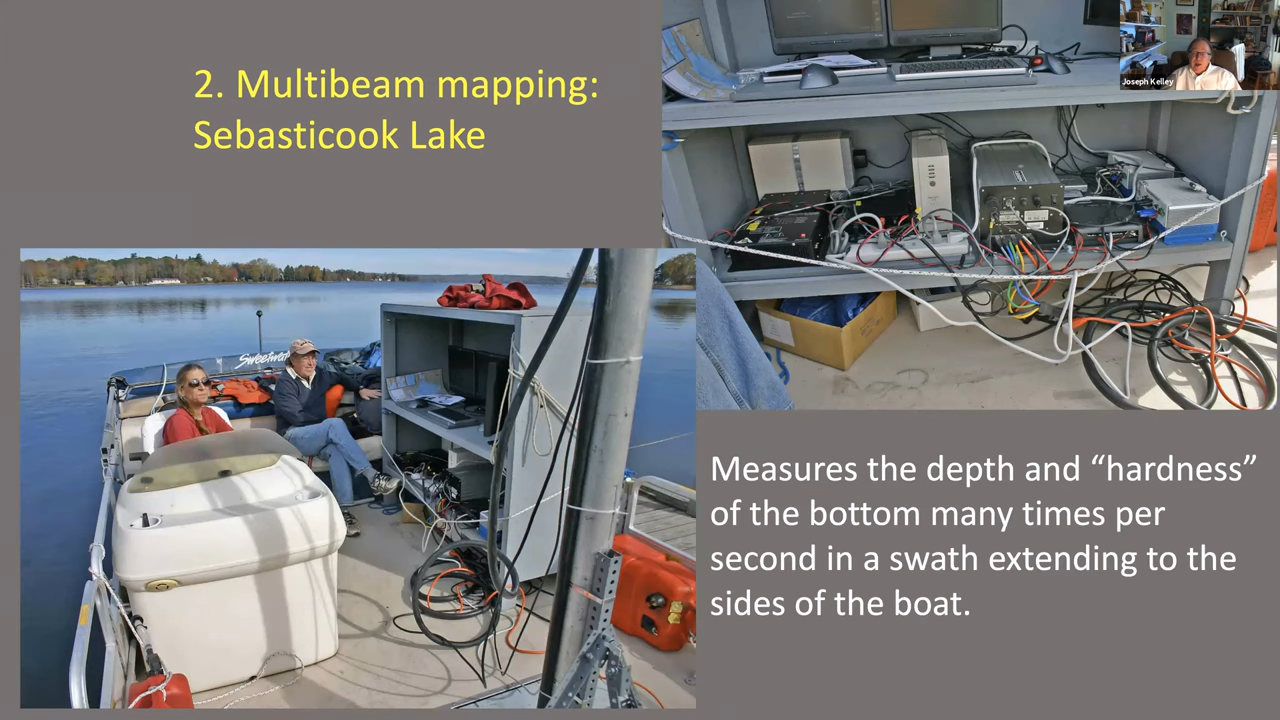 2. Multibeam mapping:
Sebasticook Lake
Joseph Kelley
Measures the depth and “hardness”
of the bottom many times per
second in a swath extending to the
sides of the boat.